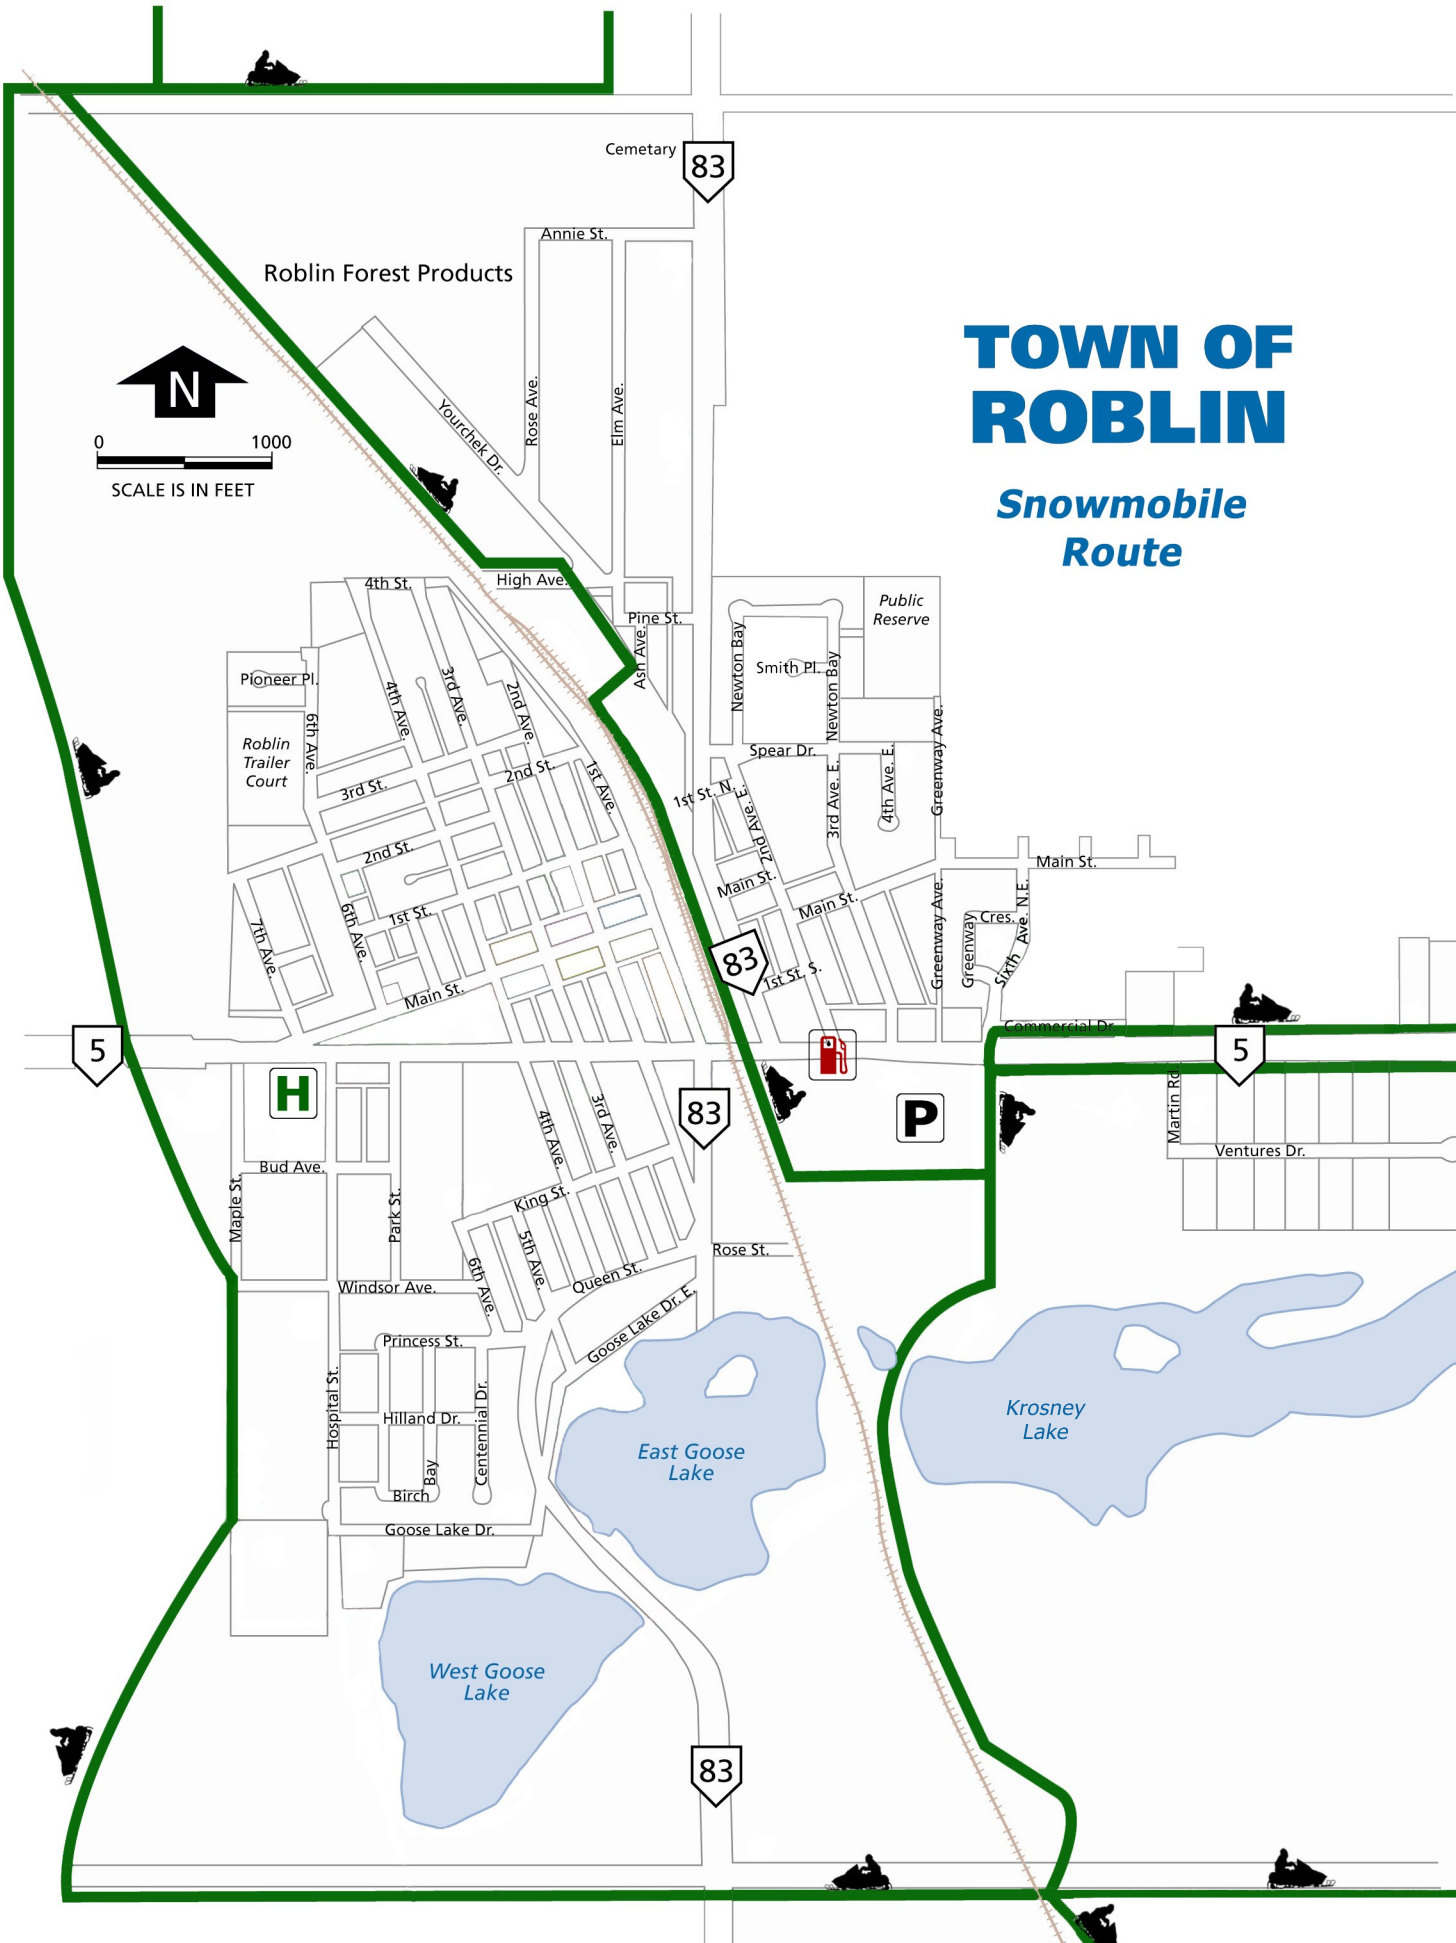 Cemetary
83
Annie St.
Roblin Forest Products
TOWN OF
ROBLIN
Snowmobile
Route
N
0 1000
SCALE IS IN FEET
Yourchek Dr.
Rose Ave.
Elm Ave.
4th St.
High Ave.
Pine St.
Ash Ave.
Public
Reserve
Newton Bay
Smith Pl.
Newton Bay
Pioneer Pl.
4th Ave.
3rd Ave.
2nd Ave.
6th Ave.
Roblin
Trailer
Court
Spear Dr.
Greenway Ave.
3rd St.
2nd St.
1st Ave.
1st St. N.
2nd Ave. E.
3rd Ave. E.
4th Ave. E.
2nd St.
Main St.
Main St.
Main St.
1st St.
7th Ave.
6th Ave.
Greenway Ave.
Greenway
Cres.
Sixth Ave. N.E.
83
1st St. S.
Main St.
Commercial Dr.
5
5
H
83
P
4th Ave.
3rd Ave.
Martin Rd.
Ventures Dr.
Bud Ave.
Maple St.
Park St.
King St.
5th Ave.
6th Ave.
Rose St.
Queen St.
Windsor Ave.
Goose Lake Dr. E.
Princess St.
Hospital St.
Hilland Dr.
Centennial Dr.
Birch
Bay
Goose Lake Dr.
East Goose
Lake
Krosney
Lake
West Goose
Lake
83